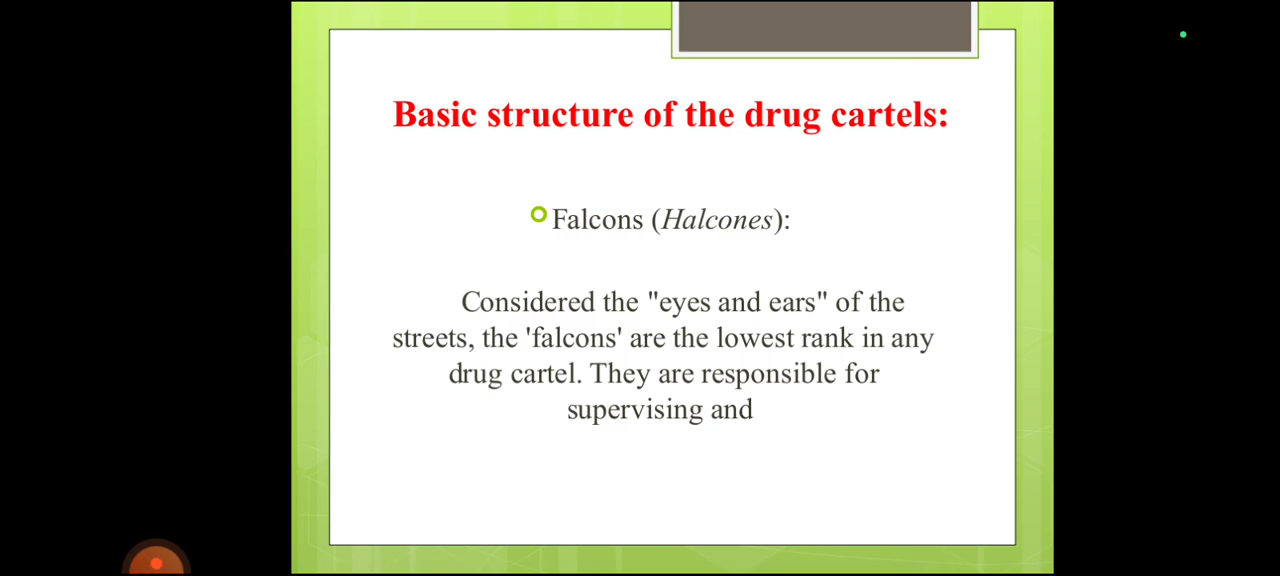 Basic structure of the drug cartels:
Falcons (Halcones):
Considered the "eyes and ears" of the
streets, the 'falcons' are the lowest rank in any
drug cartel. They are responsible for
supervising and